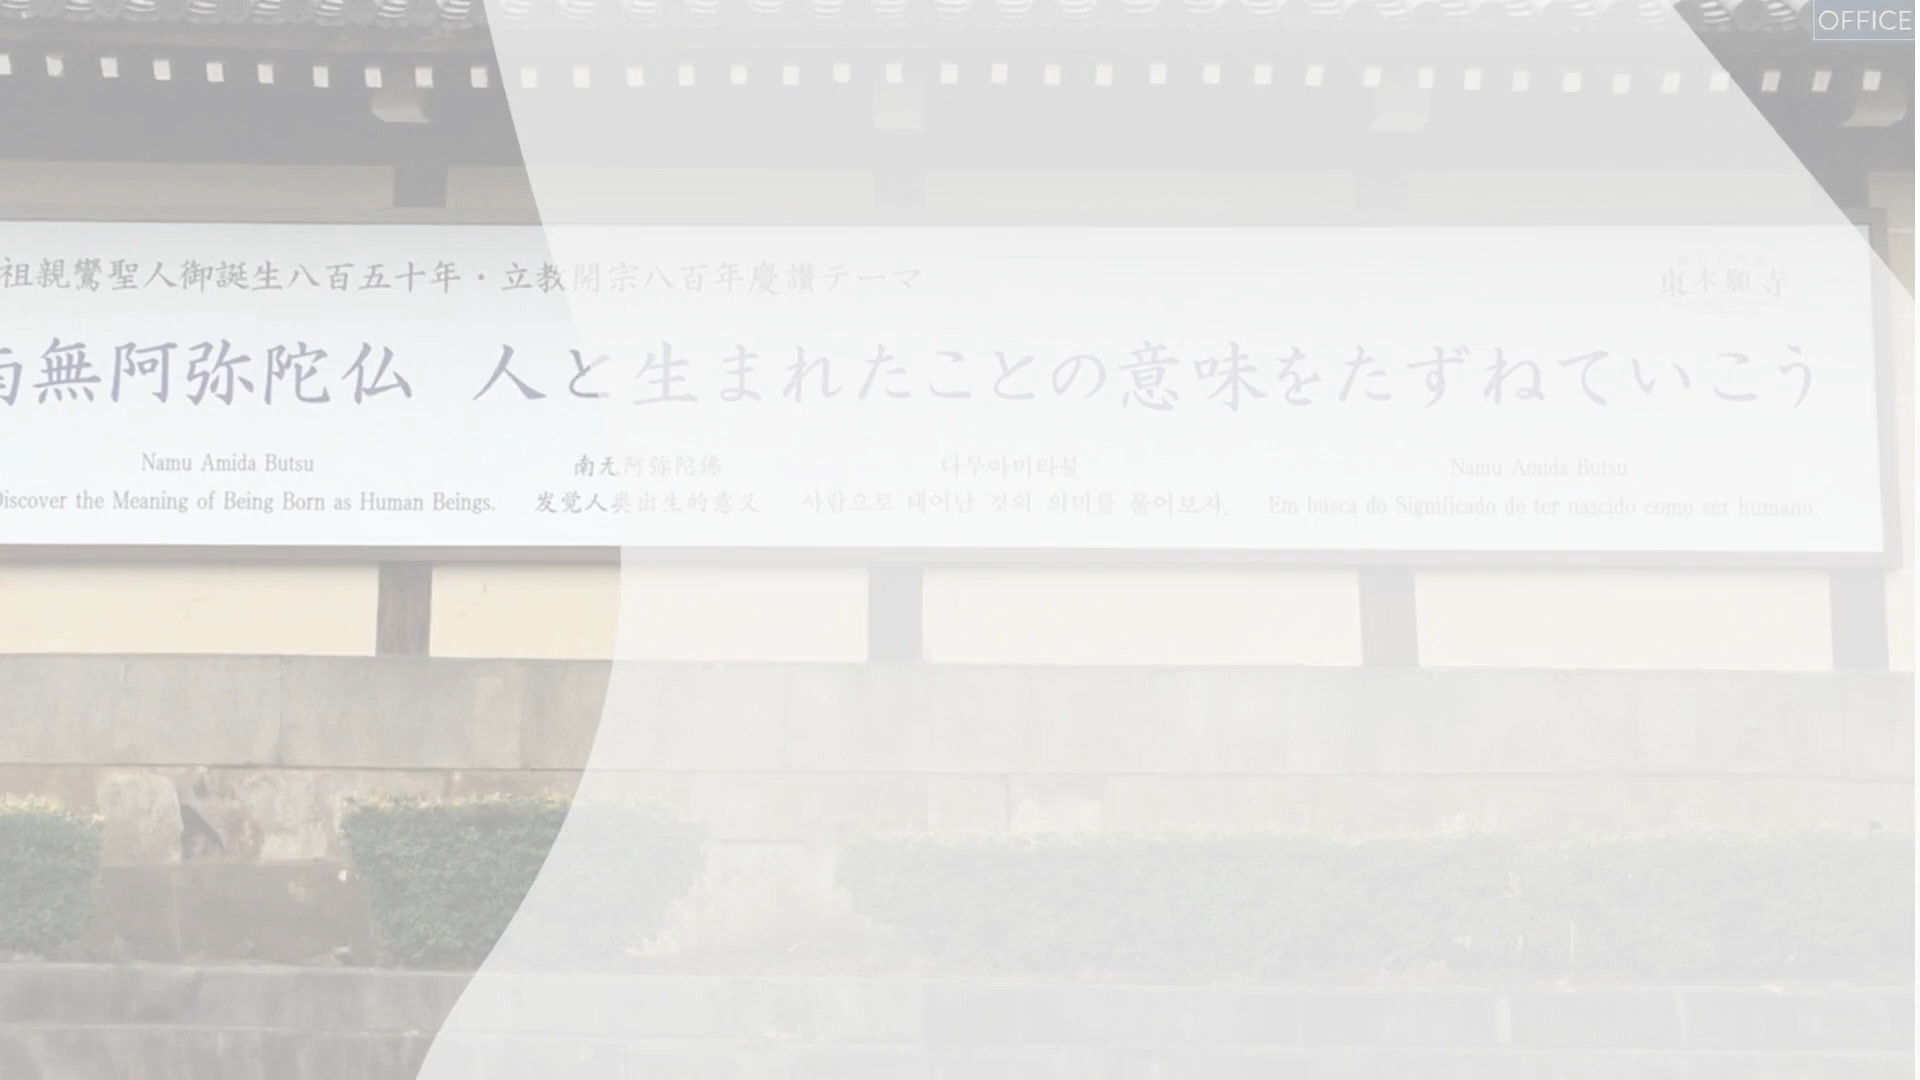 OFFICE
祖親鸞聖人御誕生八百五十年・立教開宗八百年慶讃テーマ
東本願寺
南無阿弥陀仏 人と生まれたことの意味をたずねていこう
Namu Amida Butsu
Discover the Meaning of Being Born as Human Beings.
南无阿弥陀佛
发觉人类出生的意义
나무아미타불
사람으로 태어난 것의 의미를 물어보자.
Namu Amida Butsu
Em busca do Significado de ter nascido como ser humano.